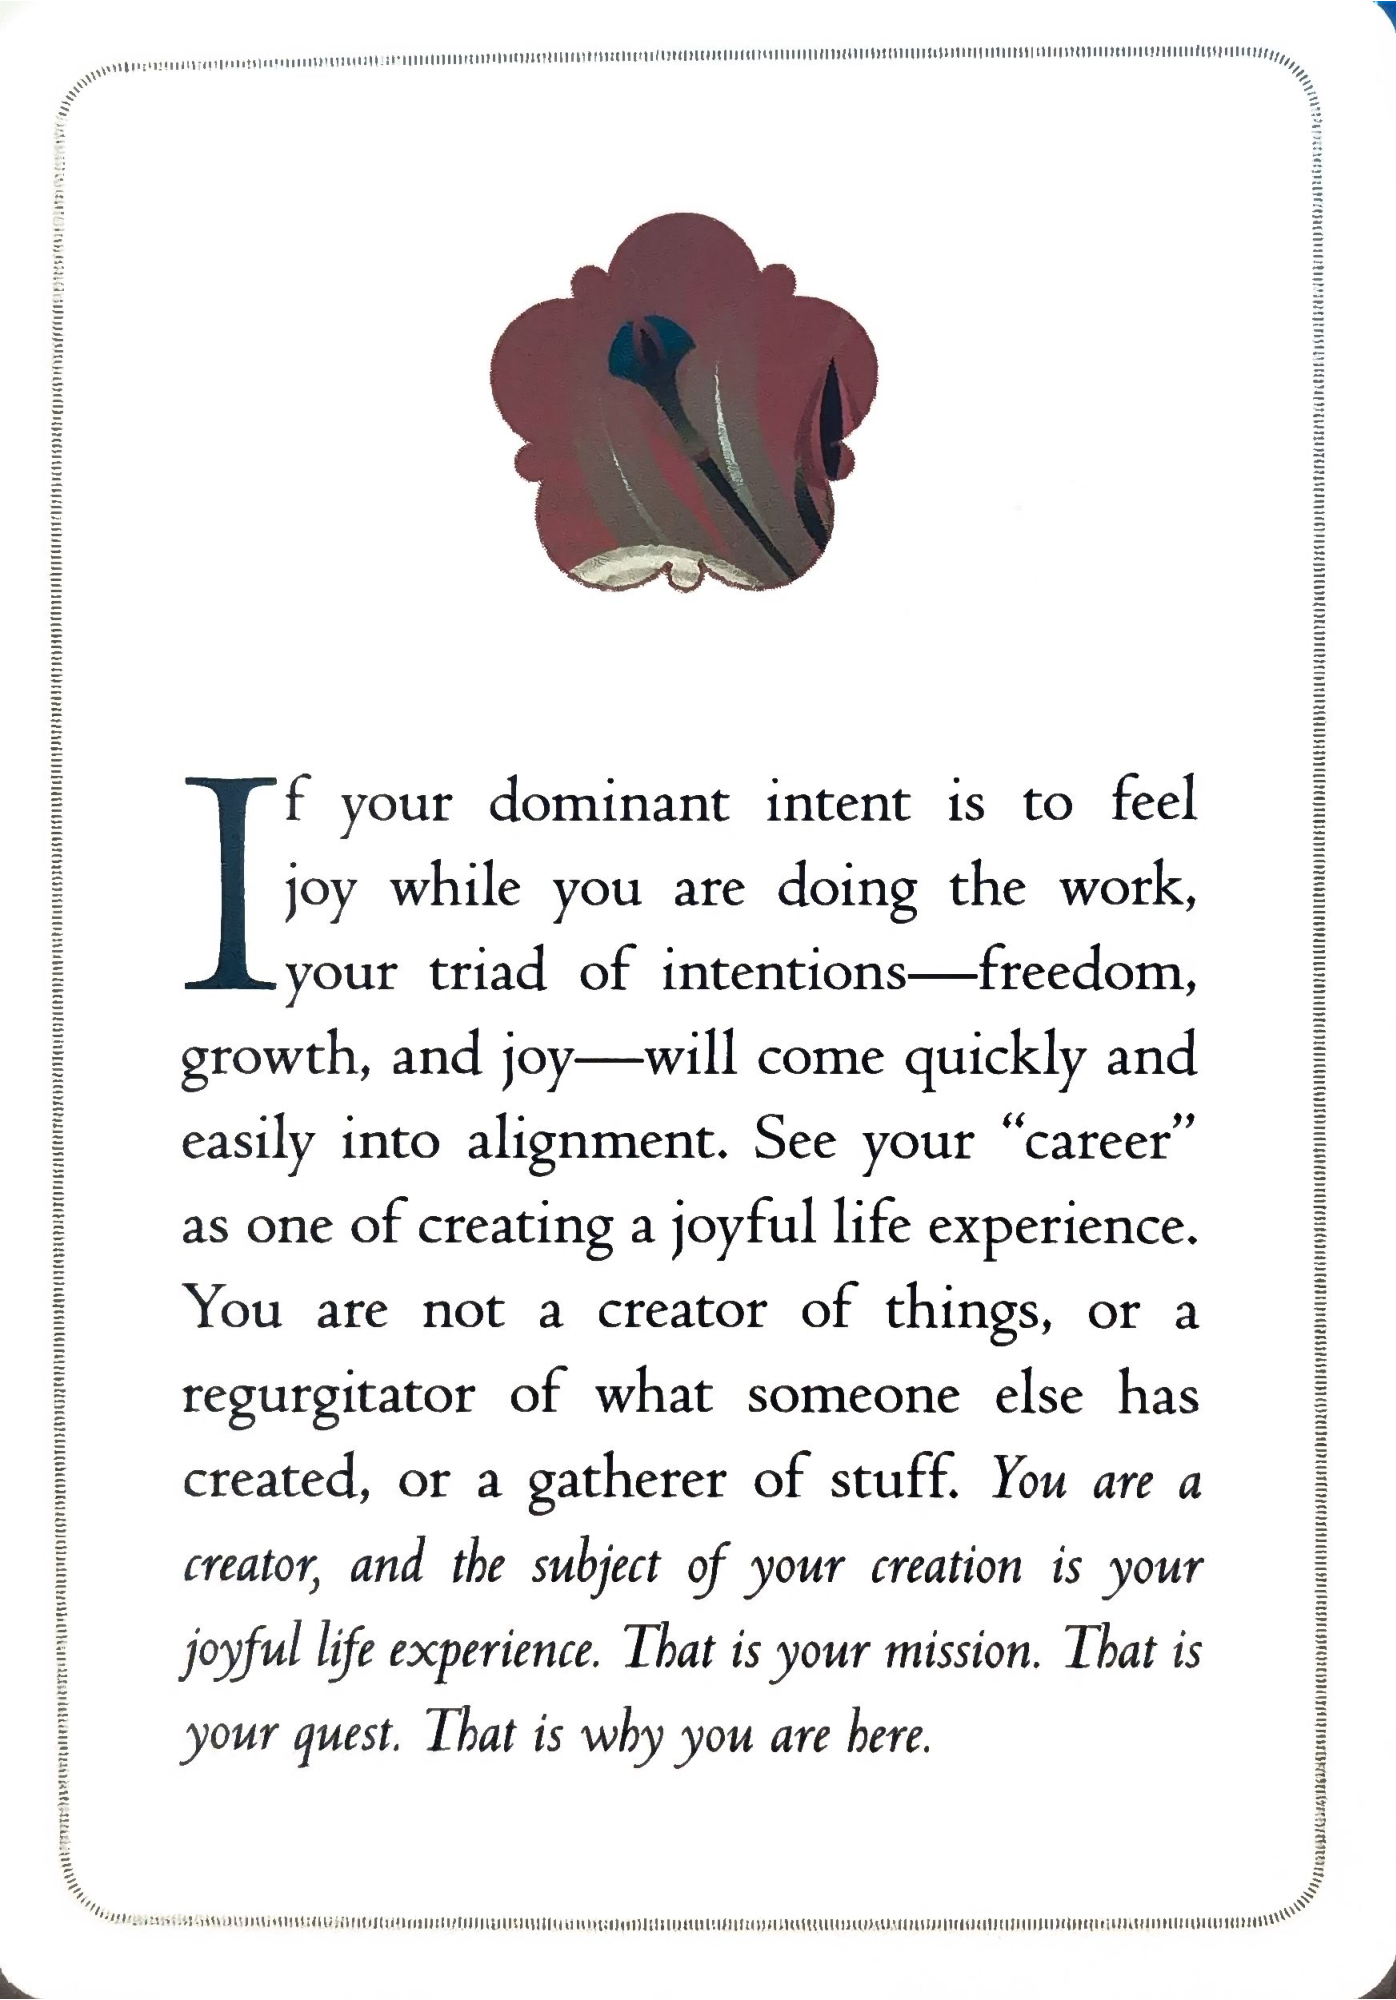 If your dominant intent is to feel
joy while you are doing the work,
your triad of intentions—freedom,
growth, and joy—will come quickly and
easily into alignment. See your “career”
as one of creating a joyful life experience.
You are not a creator of things, or a
regurgitator of what someone else has
created, or a gatherer of stuff. You are a
creator, and the subject of your creation is your
joyful life experience. That is your mission. That is
your quest. That is why you are here.